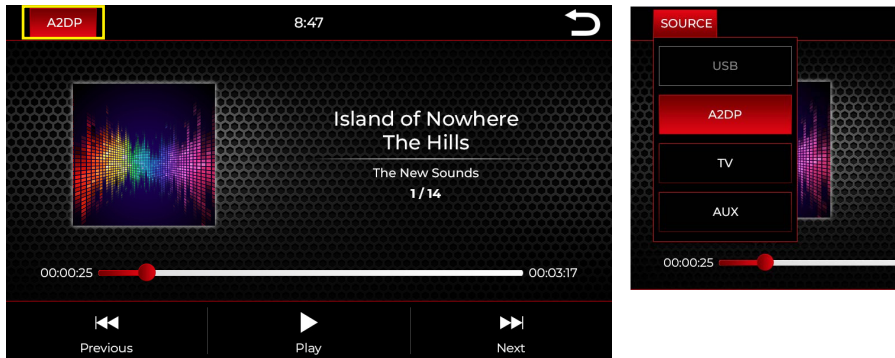 A2DP
8:47
Island of Nowhere
The Hills
The New Sounds
1 / 14
00:00:25
00:03:17
Previous
Play
Next
SOURCE
USB
A2DP
TV
AUX
00:00:25